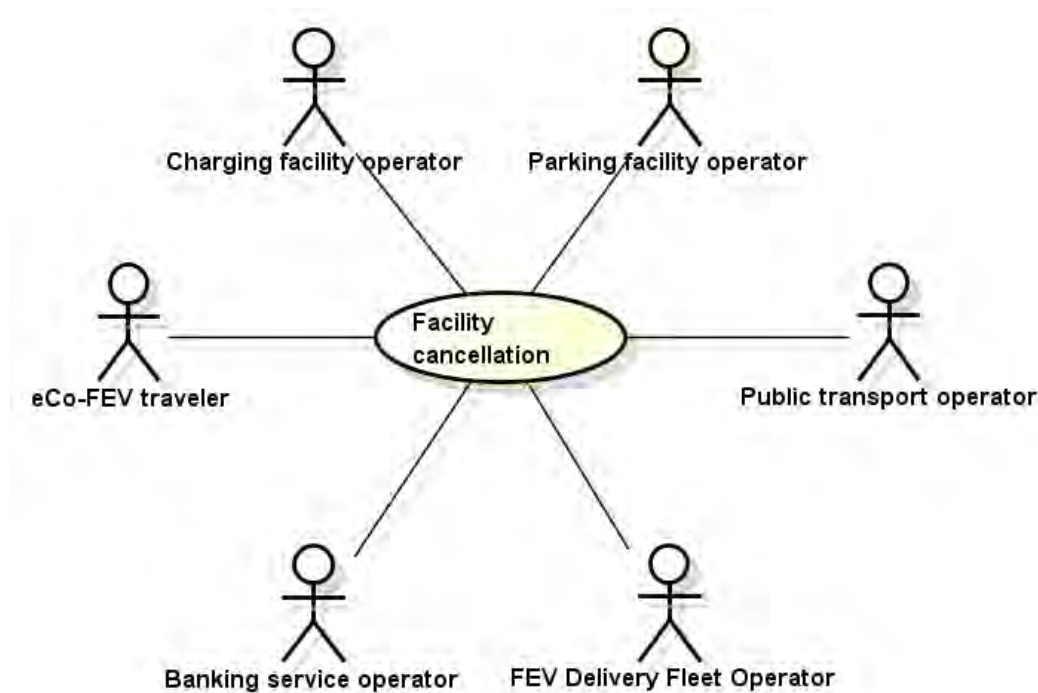 Charging facility operator
Parking facility operator
Facility
cancellation
eCo-FEV traveler
Public transport operator
Banking service operator
FEV Delivery Fleet Operator